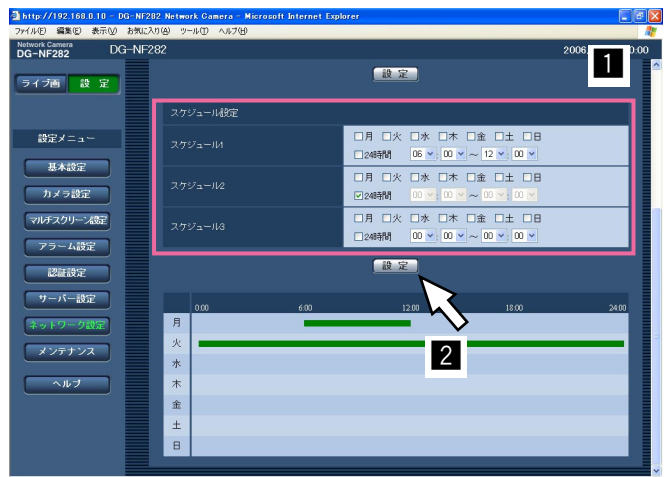 http://192.168.0.10 - DG-NF282 Network Camera - Microsoft Internet Explorer
ファイル(F) 編集(E) 表示(V) お気に入り(A) ツール(T) ヘルプ(H)
Network Camera
DG-NF282
DG-NF282
2006
0:00
1
ライブ画 設定
設定
スケジュール設定
設定メニュー
スケジュール1
月 火 水 木 金 土 日
24時間 06 : 00 ～ 12 : 00
基本設定
カメラ設定
スケジュール2
月 火 水 木 金 土 日
24時間 00 : 00 ～ 00 : 00
マルチスクリーン設定
スケジュール3
月 火 水 木 金 土 日
24時間 00 : 00 ～ 00 : 00
アラーム設定
認証設定
設定
サーバー設定
ネットワーク設定
メンテナンス
ヘルプ
0:00 6:00 12:00 18:00 24:00
月
火
2
水
木
金
土
日